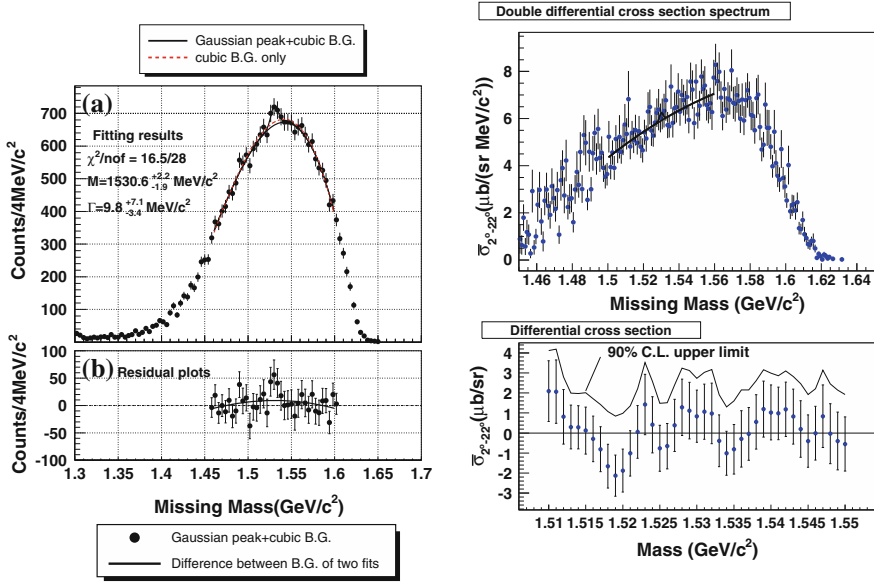 Gaussian peak+cubic B.G.
cubic B.G. only
(a)
Fitting results
χ²/nof = 16.5/28
M=1530.6 +2.2 -1.9 MeV/c²
Γ=9.8 +7.1 -3.4 MeV/c²
Counts/4MeV/c²
700
600
500
400
300
200
100
0
(b)
Residual plots
Counts/4MeV/c²
100
50
0
-50
-100
1.3 1.35 1.4 1.45 1.5 1.55 1.6 1.65 1.7
Missing Mass(GeV/c²)
Gaussian peak+cubic B.G.
Difference between B.G. of two fits
Double differential cross section spectrum
σ̅2º-22º(μb/(sr MeV/c²))
8
6
4
2
0
1.46 1.48 1.5 1.52 1.54 1.56 1.58 1.6 1.62 1.64
Missing Mass (GeV/c²)
Differential cross section
90% C.L. upper limit
σ̅2º-22º(μb/sr)
4
3
2
1
0
-1
-2
-3
1.51 1.515 1.52 1.525 1.53 1.535 1.54 1.545 1.55
Mass (GeV/c²)